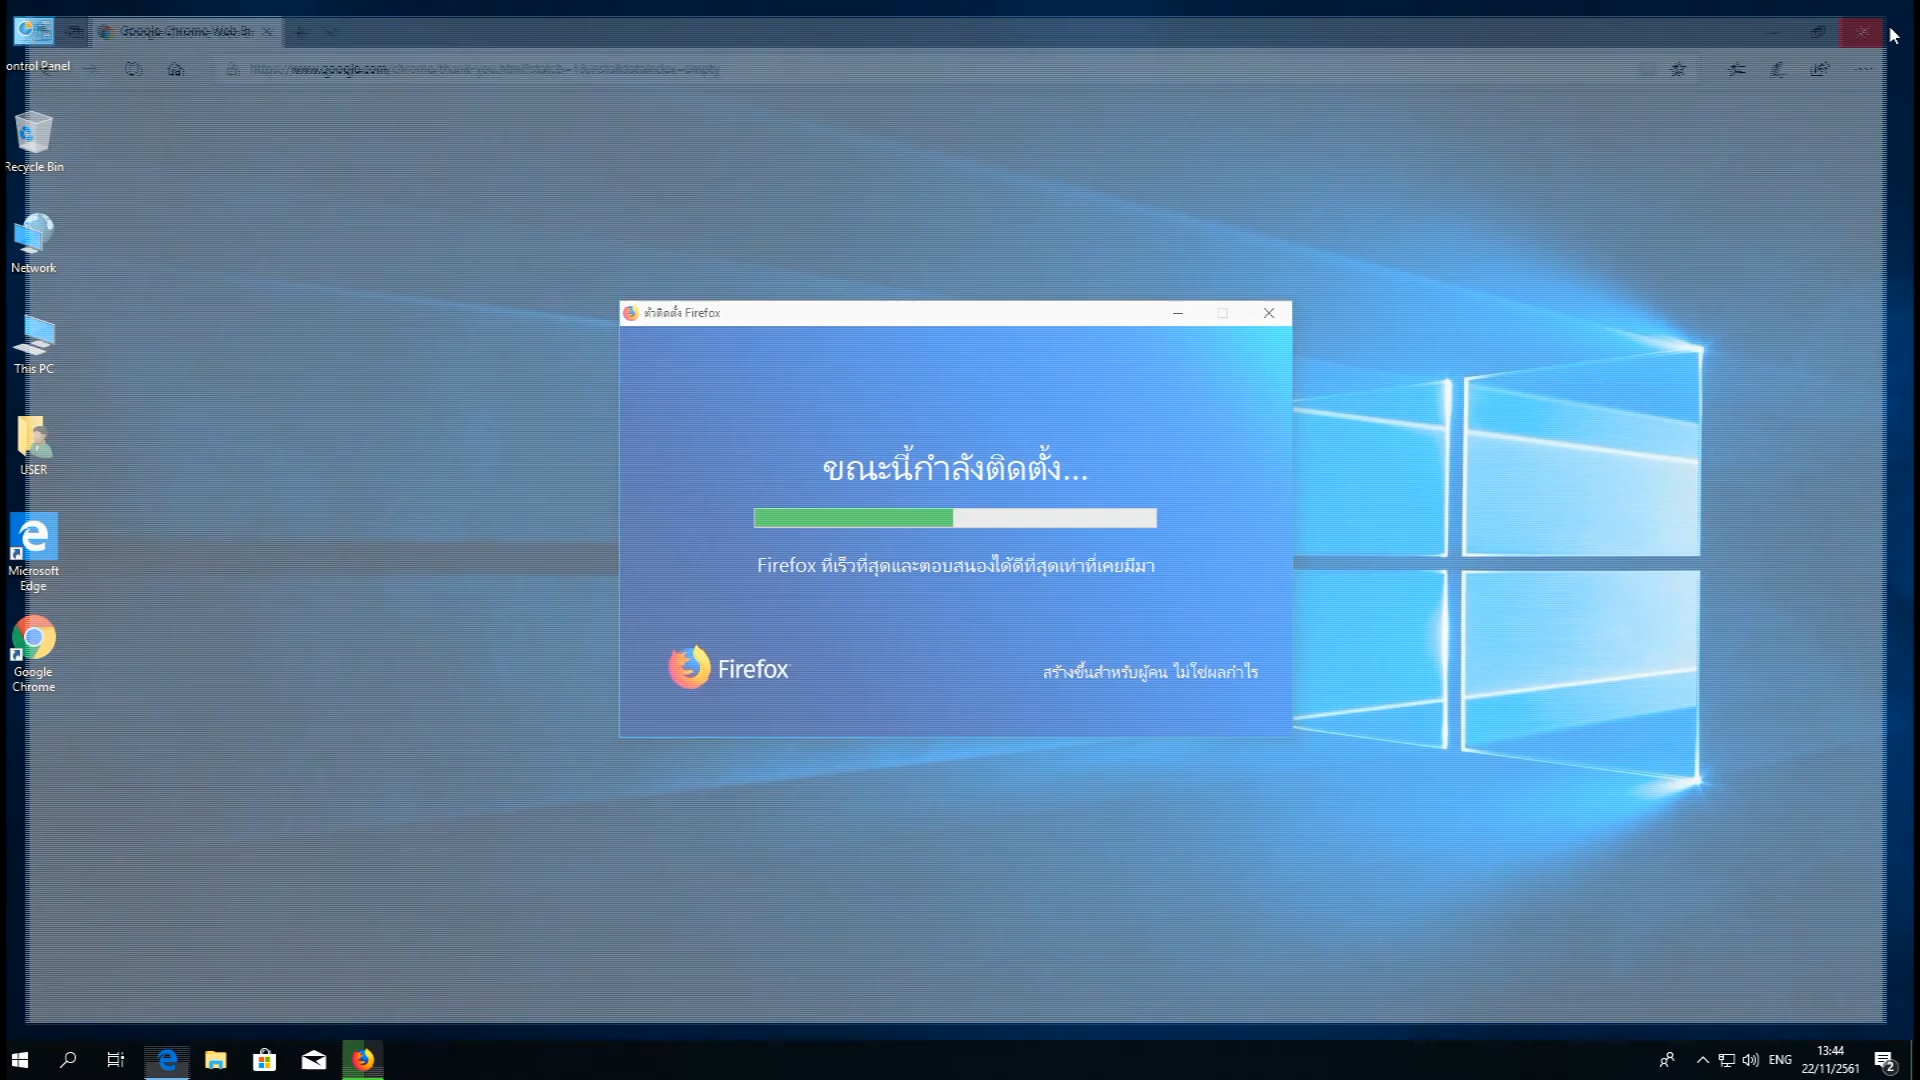 Google Chrome Web Br
ontrol Panel
https://www.google.com/chrome/thank-you.html?statcb=1&installdataindex=empty
Recycle Bin
Network
This PC
USER
Microsoft
Edge
Google
Chrome
ตัวติดตั้ง Firefox
ขณะนี้กำลังติดตั้ง...
Firefox ที่เร็วที่สุดและตอบสนองได้ดีที่สุดเท่าที่เคยมีมา
Firefox
สร้างขึ้นสำหรับผู้คน ไม่ใช่ผลกำไร
ENG
13:44
22/11/2561
2